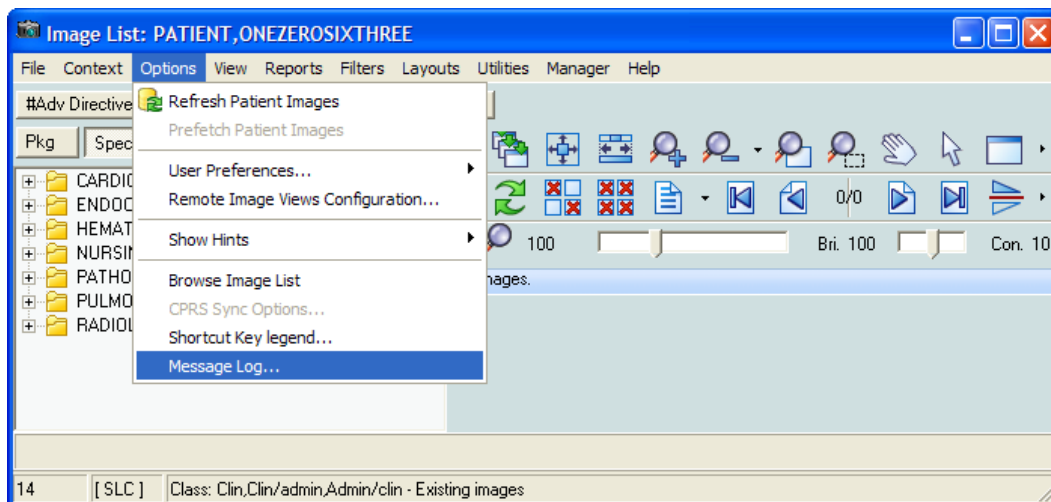 Image List: PATIENT,ONEZEROSIXTHREE
File Context Options View Reports Filters Layouts Utilities Manager Help
#Adv Directive
Refresh Patient Images
Prefetch Patient Images
Pkg Spec
User Preferences...
Remote Image Views Configuration...
Show Hints
Browse Image List
CPRS Sync Options...
Shortcut Key legend...
Message Log...
CARDIO
ENDOC
HEMAT
NURSIN
PATHO
PULMO
RADIOL
0/0
100 Bri. 100 Con. 10
mages.
14 [ SLC ] Class: Clin,Clin/admin,Admin/clin - Existing images